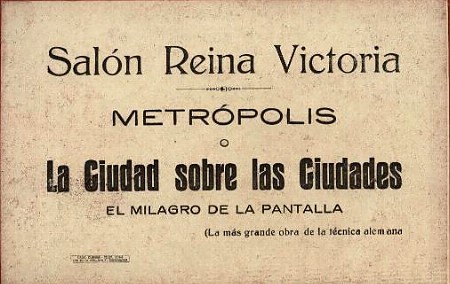 Salón Reina Victoria
METRÓPOLIS
o
La Ciudad sobre las Ciudades
EL MILAGRO DE LA PANTALLA
(La más grande obra de la técnica alemana